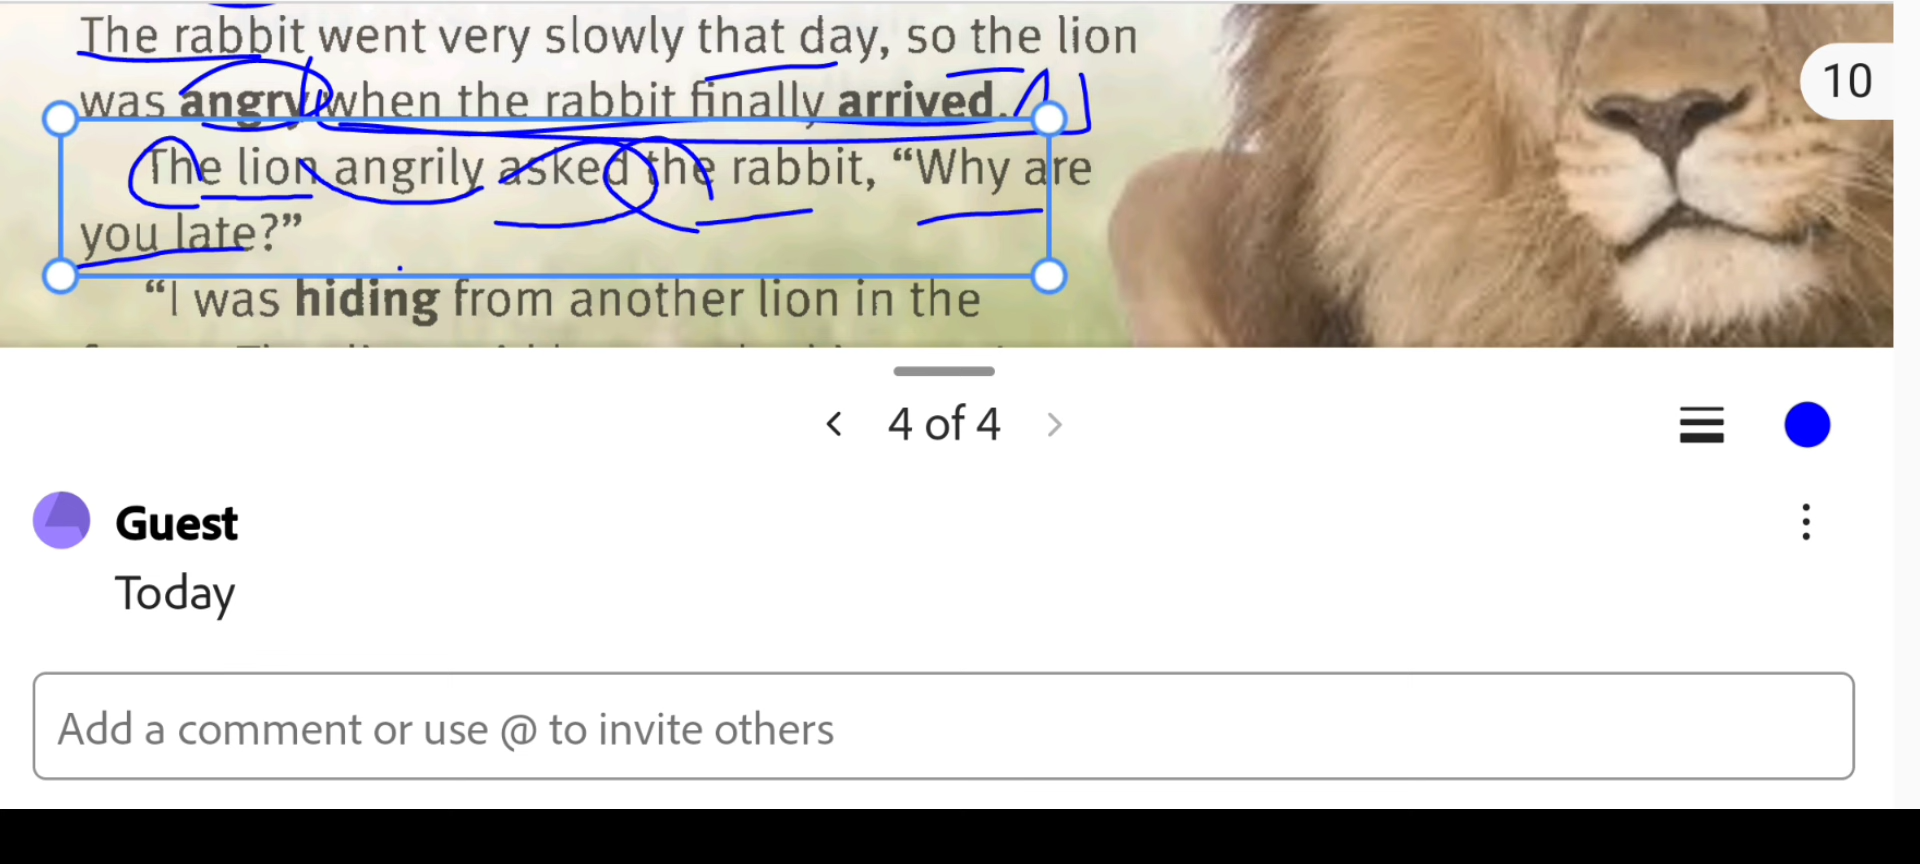 The rabbit went very slowly that day, so the lion
was angry when the rabbit finally arrived.
The lion angrily asked the rabbit, “Why are
you late?”
“I was hiding from another lion in the
10
4 of 4
Guest
Today
Add a comment or use @ to invite others